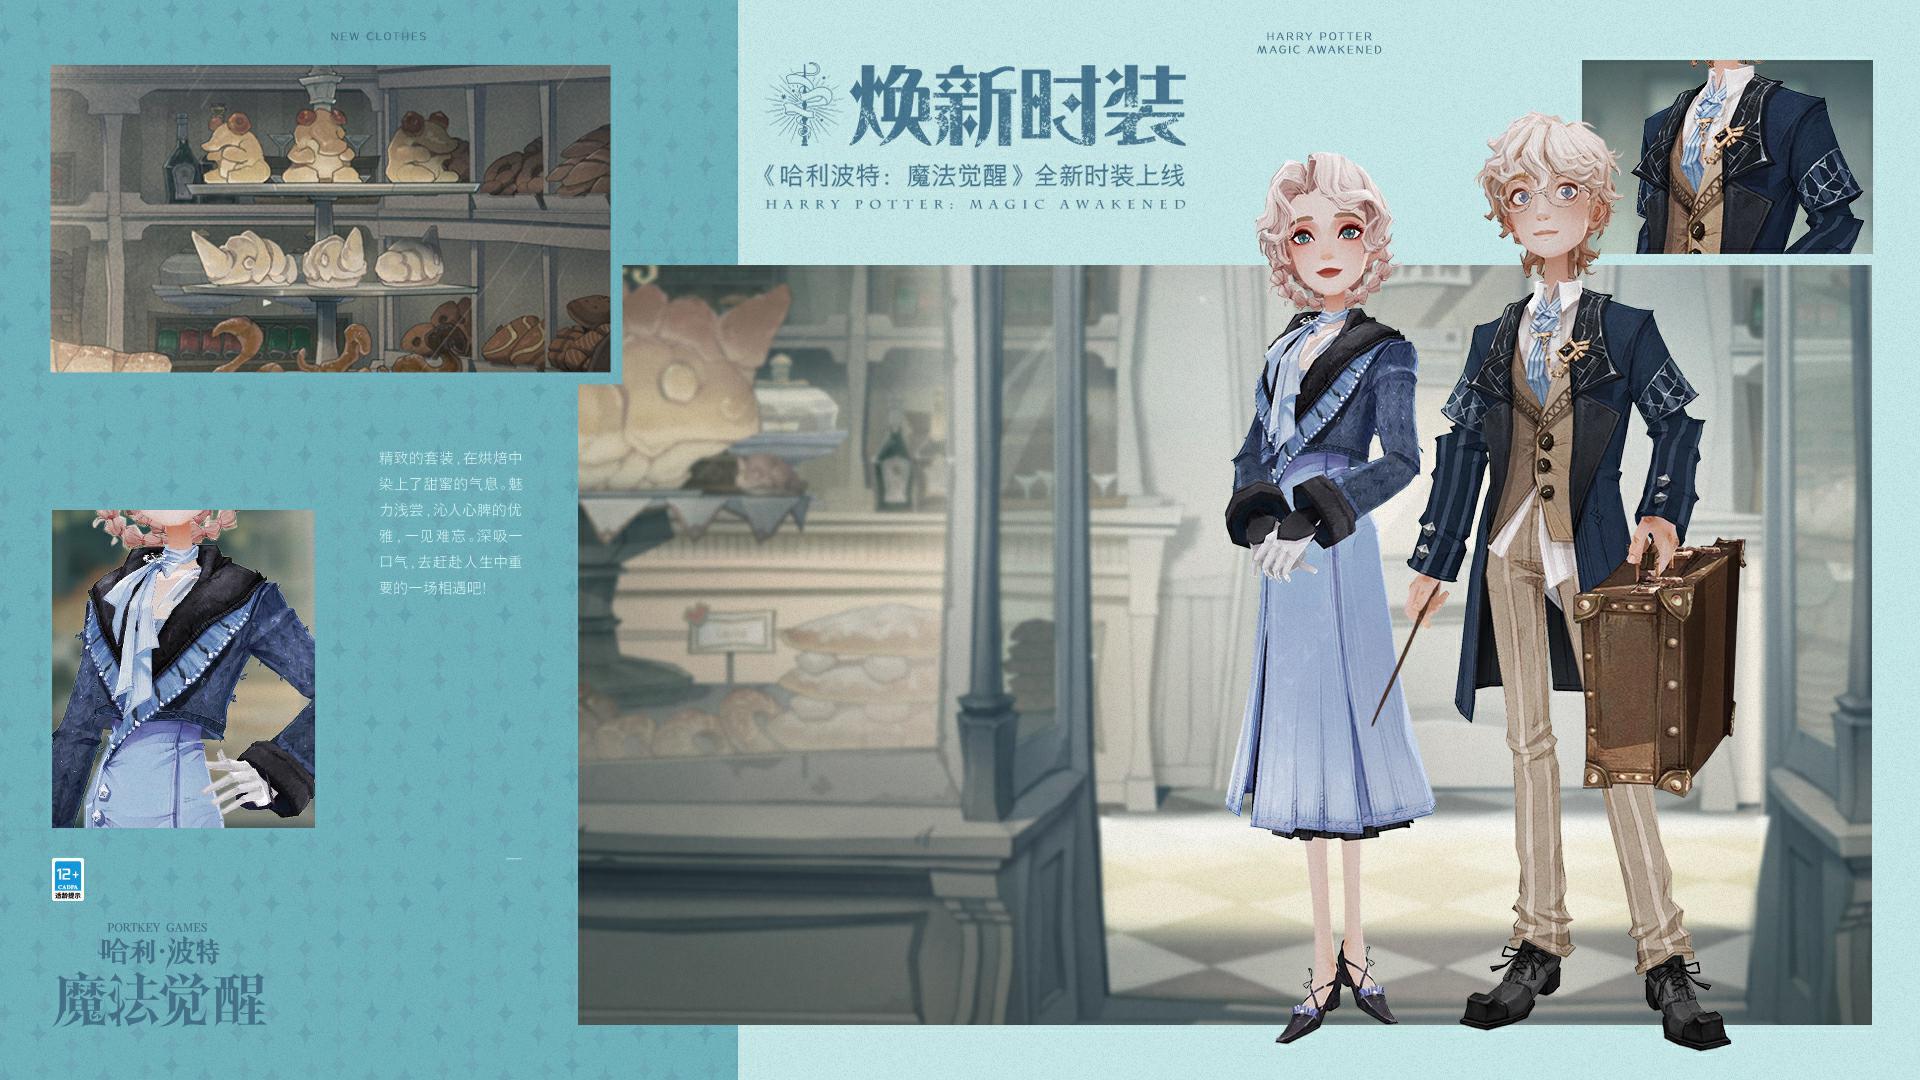 NEW CLOTHES
HARRY POTTER
MAGIC AWAKENED
焕新时装
《哈利波特：魔法觉醒》全新时装上线
HARRY POTTER: MAGIC AWAKENED
精致的套装,在烘焙中
染上了甜蜜的气息。魅
力浅尝,沁人心脾的优
雅,一见难忘。深吸一
口气,去赶赴人生中重
要的一场相遇吧!
12+
CADPA
适龄提示
PORTKEY GAMES
哈利·波特
魔法觉醒